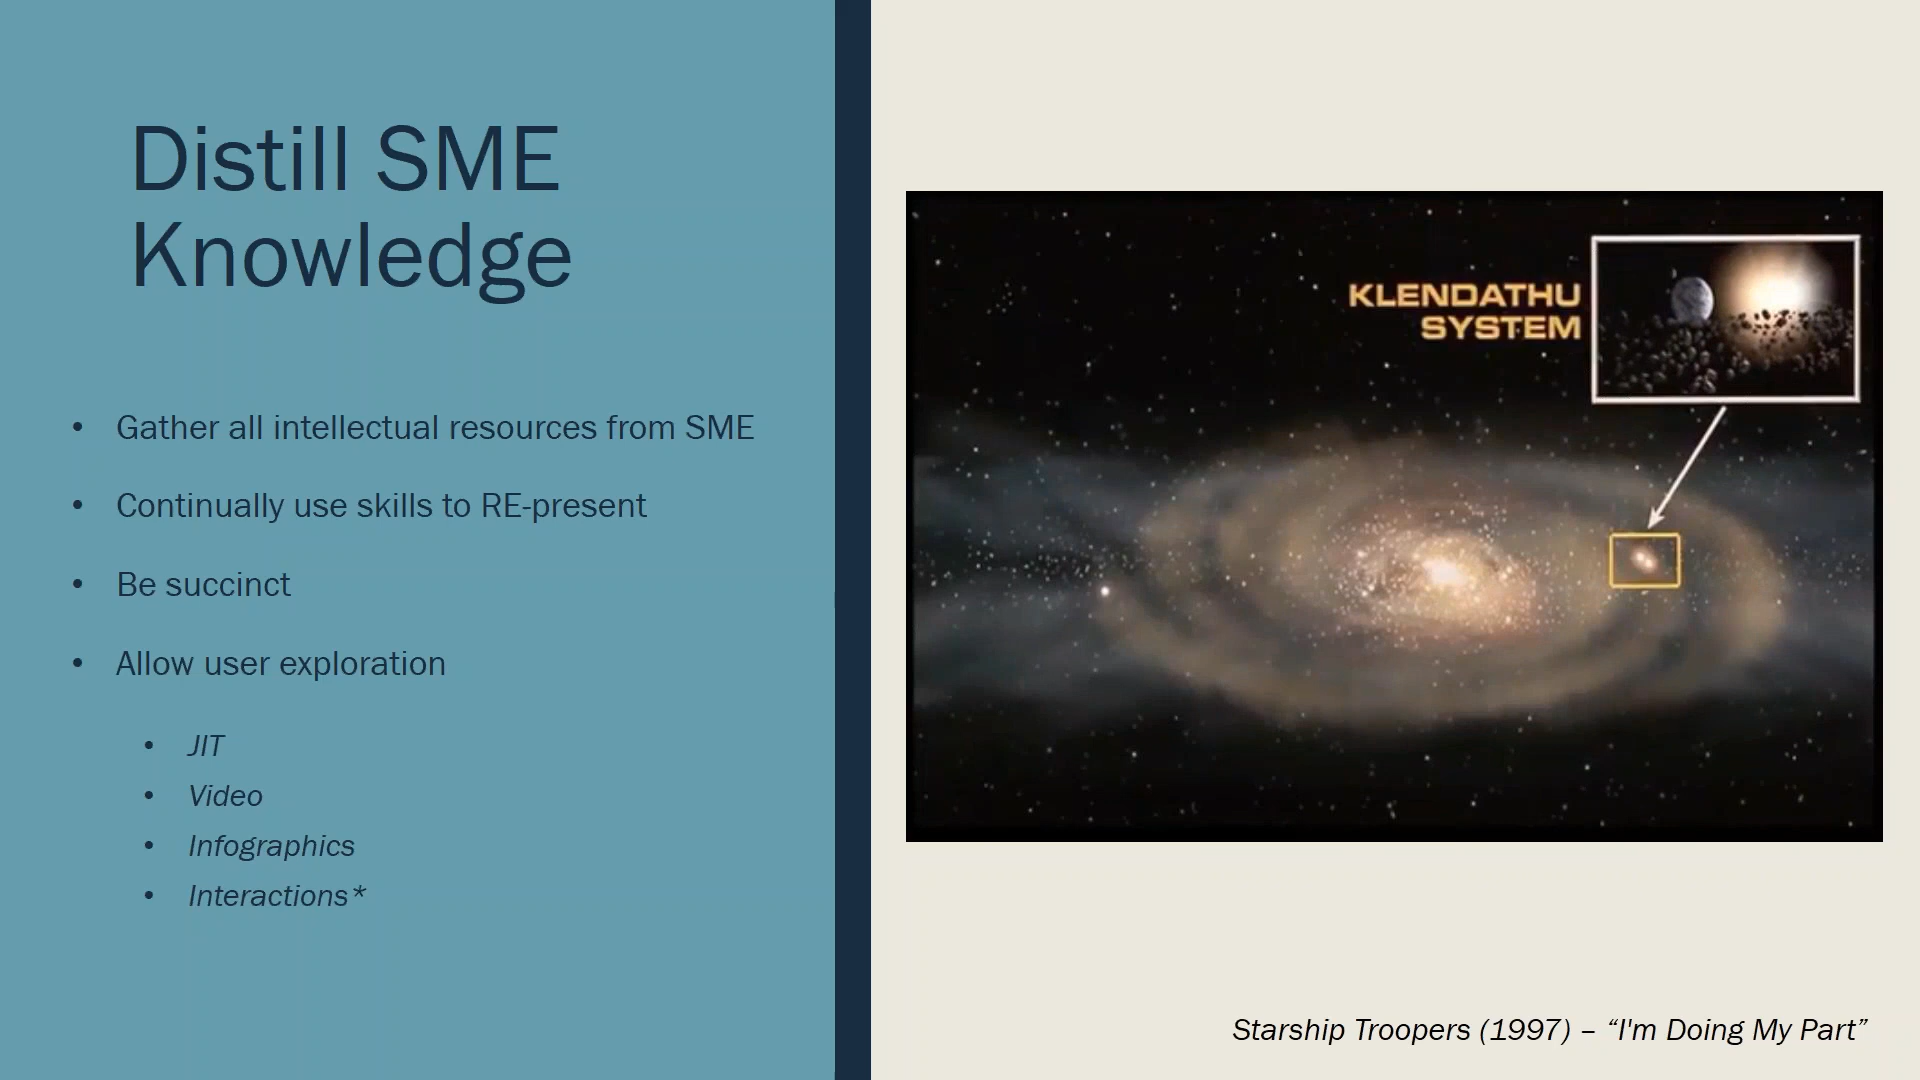 Distill SME
Knowledge
• Gather all intellectual resources from SME
• Continually use skills to RE-present
• Be succinct
• Allow user exploration
• JIT
• Video
• Infographics
• Interactions*
KLENDATHU
SYSTEM
Starship Troopers (1997) – “I'm Doing My Part”